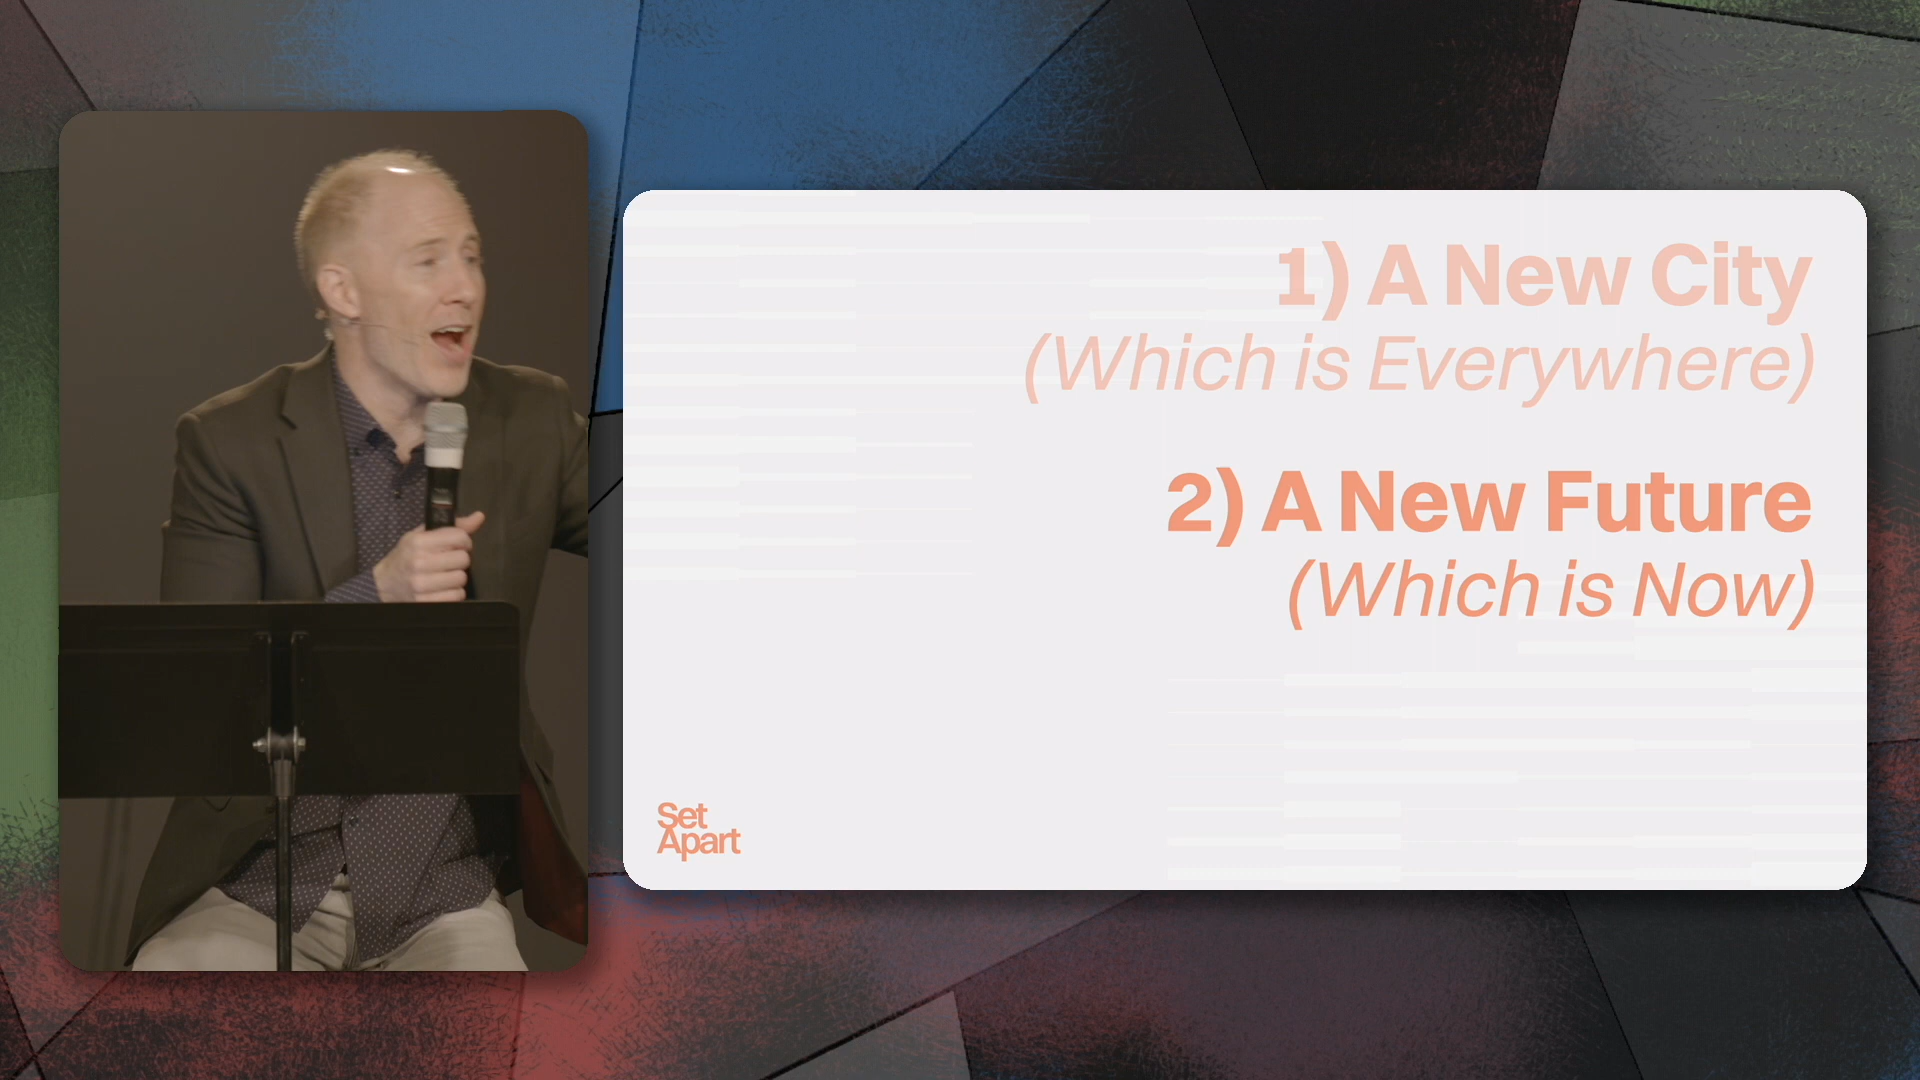 1) A New City
(Which is Everywhere)
2) A New Future
(Which is Now)
Set
Apart